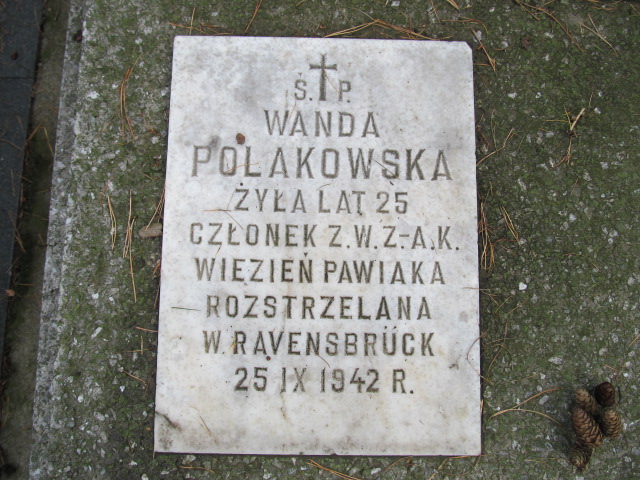 Ś.†P.
WANDA
POLAKOWSKA
ŻYŁA LAT 25
CZŁONEK Z.W.Z.-A.K.
WIEZIEŃ PAWIAKA
ROZSTRZELANA
W. RAVENSBRÜCK
25 IX 1942 R.